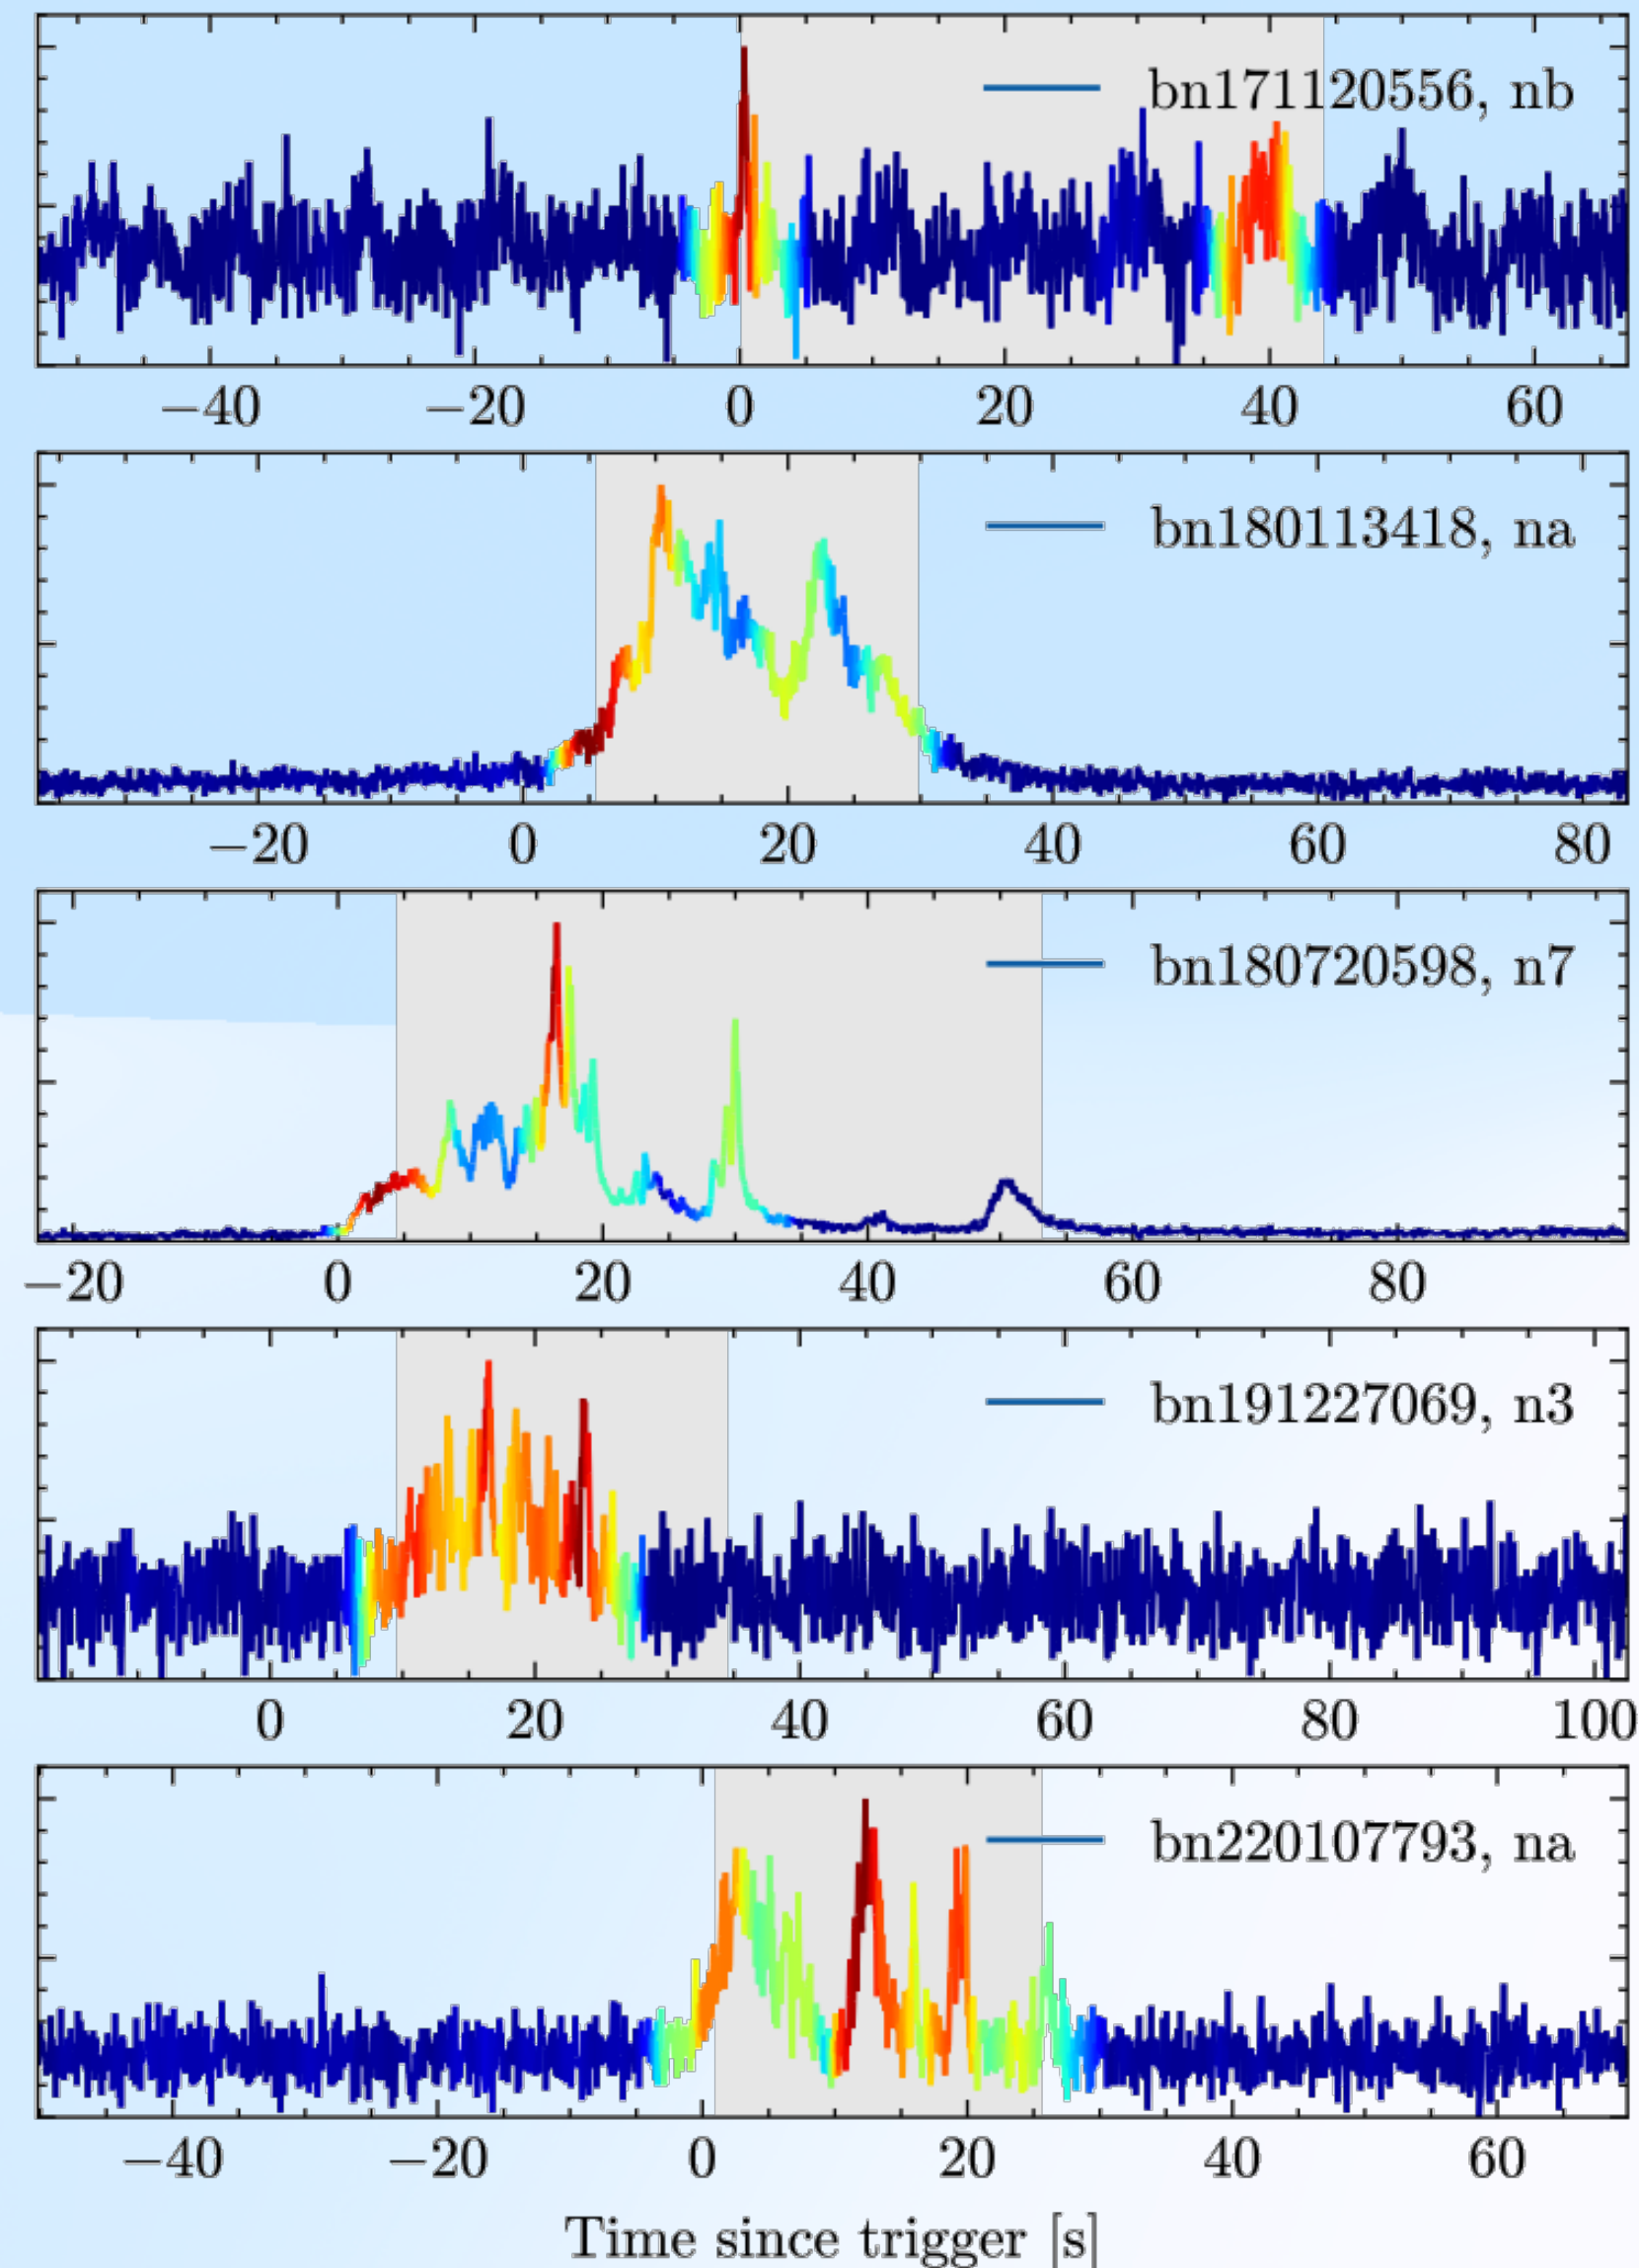 bn171120556, nb
−40 −20 0 20 40 60
bn180113418, na
−20 0 20 40 60 80
bn180720598, n7
−20 0 20 40 60 80
bn191227069, n3
0 20 40 60 80 100
bn220107793, na
−40 −20 0 20 40 60
Time since trigger [s]